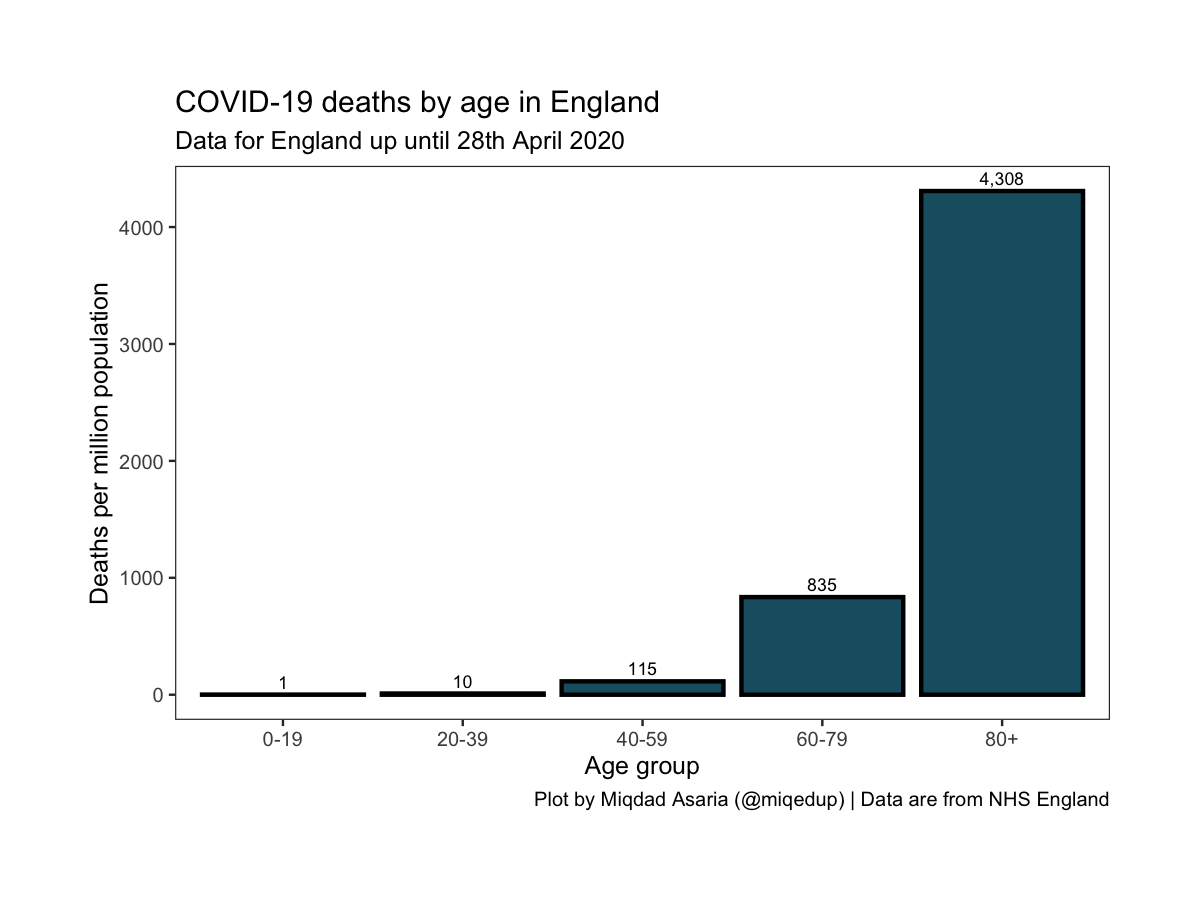 COVID-19 deaths by age in England
Data for England up until 28th April 2020
4,308
4000
3000
2000
1000
835
115
10
1
0
Deaths per million population
0-19 20-39 40-59 60-79 80+
Age group
Plot by Miqdad Asaria (@miqedup) | Data are from NHS England